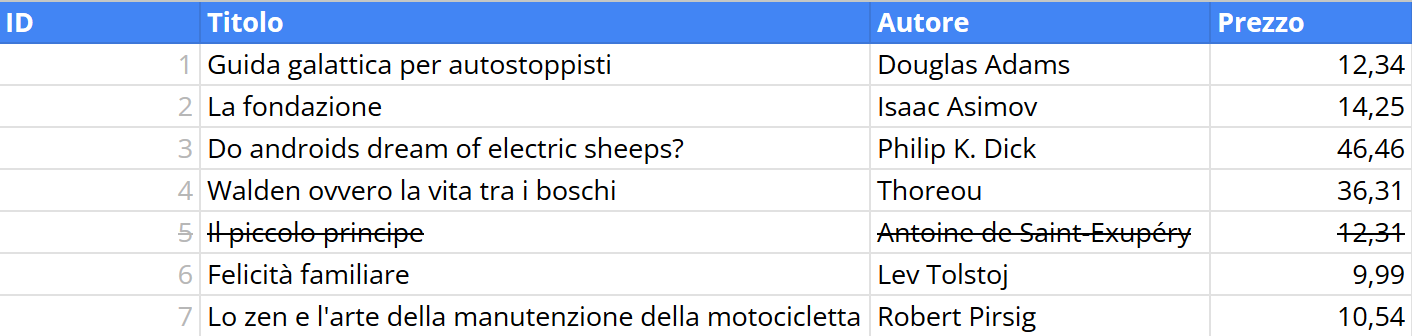 ID Titolo Autore Prezzo
1 Guida galattica per autostoppisti Douglas Adams 12,34
2 La fondazione Isaac Asimov 14,25
3 Do androids dream of electric sheeps? Philip K. Dick 46,46
4 Walden ovvero la vita tra i boschi Thoreou 36,31
5 Il piccolo principe Antoine de Saint-Exupéry 12,31
6 Felicità familiare Lev Tolstoj 9,99
7 Lo zen e l'arte della manutenzione della motocicletta Robert Pirsig 10,54